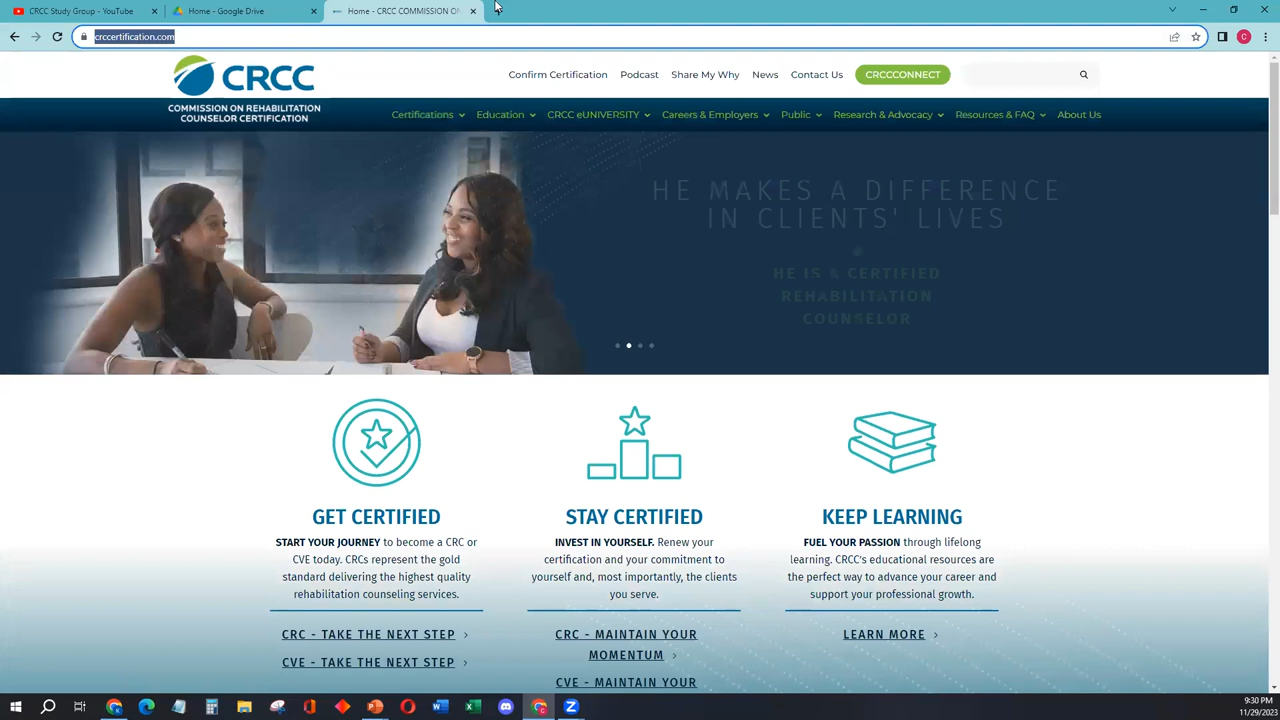 CRCC Study Group - YouTube
Home - Google Drive
Home - CRCC COMMISSION ON
crccertification.com
C
CRCC
COMMISSION ON REHABILITATION
COUNSELOR CERTIFICATION
Confirm Certification Podcast Share My Why News Contact Us CRCCCONNECT
Certifications Education CRCC eUNIVERSITY Careers & Employers Public Research & Advocacy Resources & FAQ About Us
HE MAKES A DIFFERENCE
IN CLIENTS' LIVES
HE IS A CERTIFIED
REHABILITATION
COUNSELOR
GET CERTIFIED
START YOUR JOURNEY to become a CRC or
CVE today. CRCs represent the gold
standard delivering the highest quality
rehabilitation counseling services.
CRC - TAKE THE NEXT STEP
CVE - TAKE THE NEXT STEP
STAY CERTIFIED
INVEST IN YOURSELF. Renew your
certification and your commitment to
yourself and, most importantly, the clients
you serve.
CRC - MAINTAIN YOUR
MOMENTUM
CVE - MAINTAIN YOUR
KEEP LEARNING
FUEL YOUR PASSION through lifelong
learning. CRCC's educational resources are
the perfect way to advance your career and
support your professional growth.
LEARN MORE
9:30 PM
11/29/2023